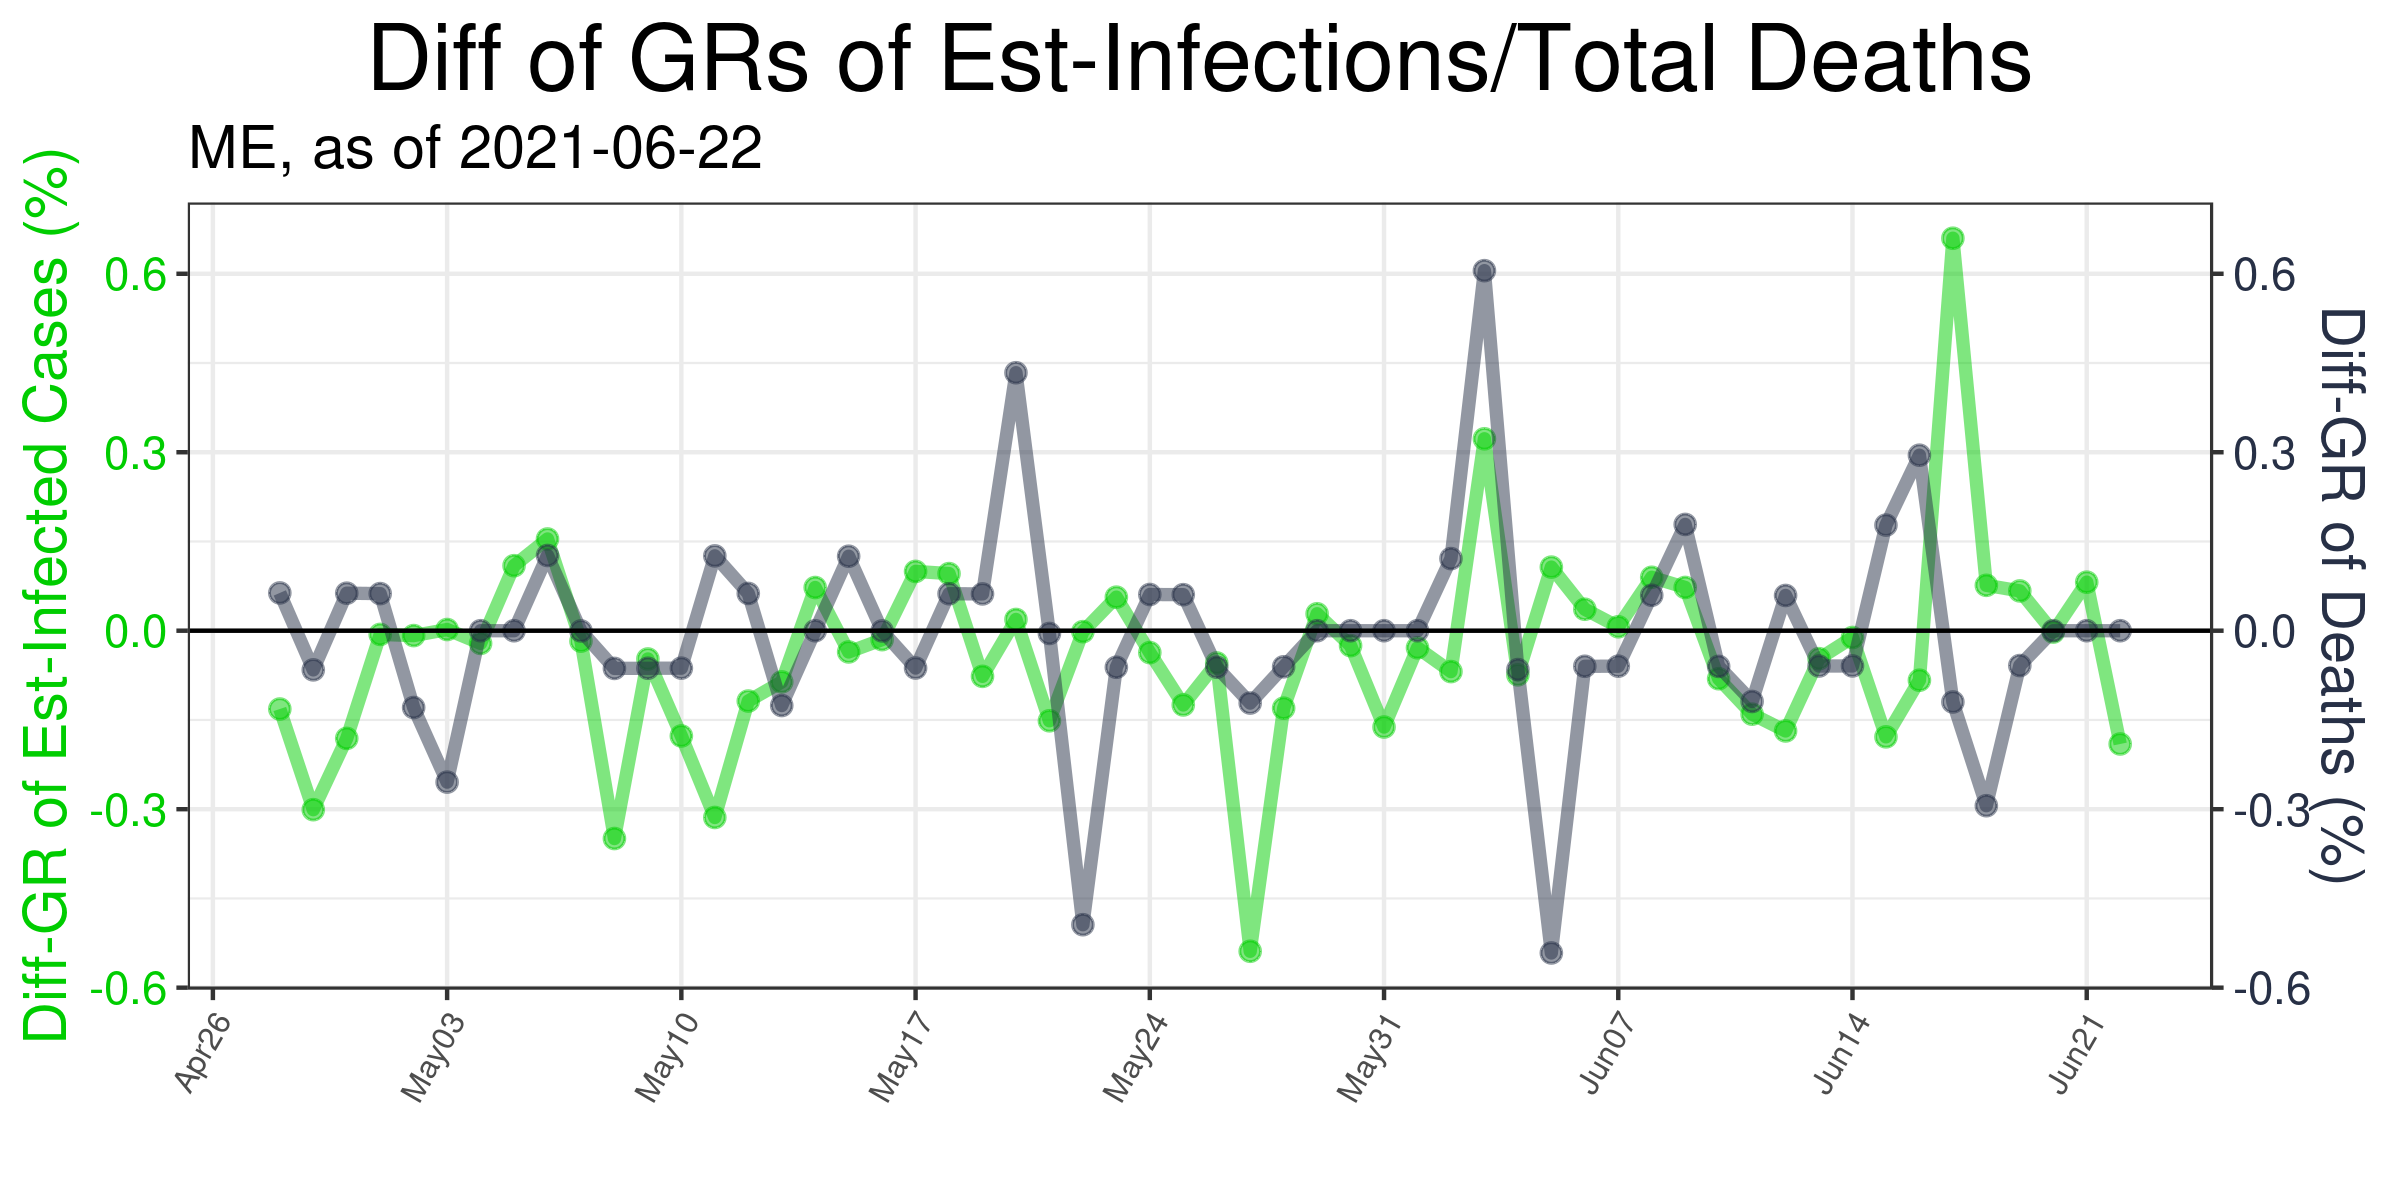 Diff of GRs of Est-Infections/Total Deaths
ME, as of 2021-06-22
Diff-GR of Est-Infected Cases (%)
0.6
0.3
0.0
-0.3
-0.6
0.6
0.3
0.0
-0.3
-0.6
Diff-GR of Deaths (%)
Apr26
May03
May10
May17
May24
May31
Jun07
Jun14
Jun21